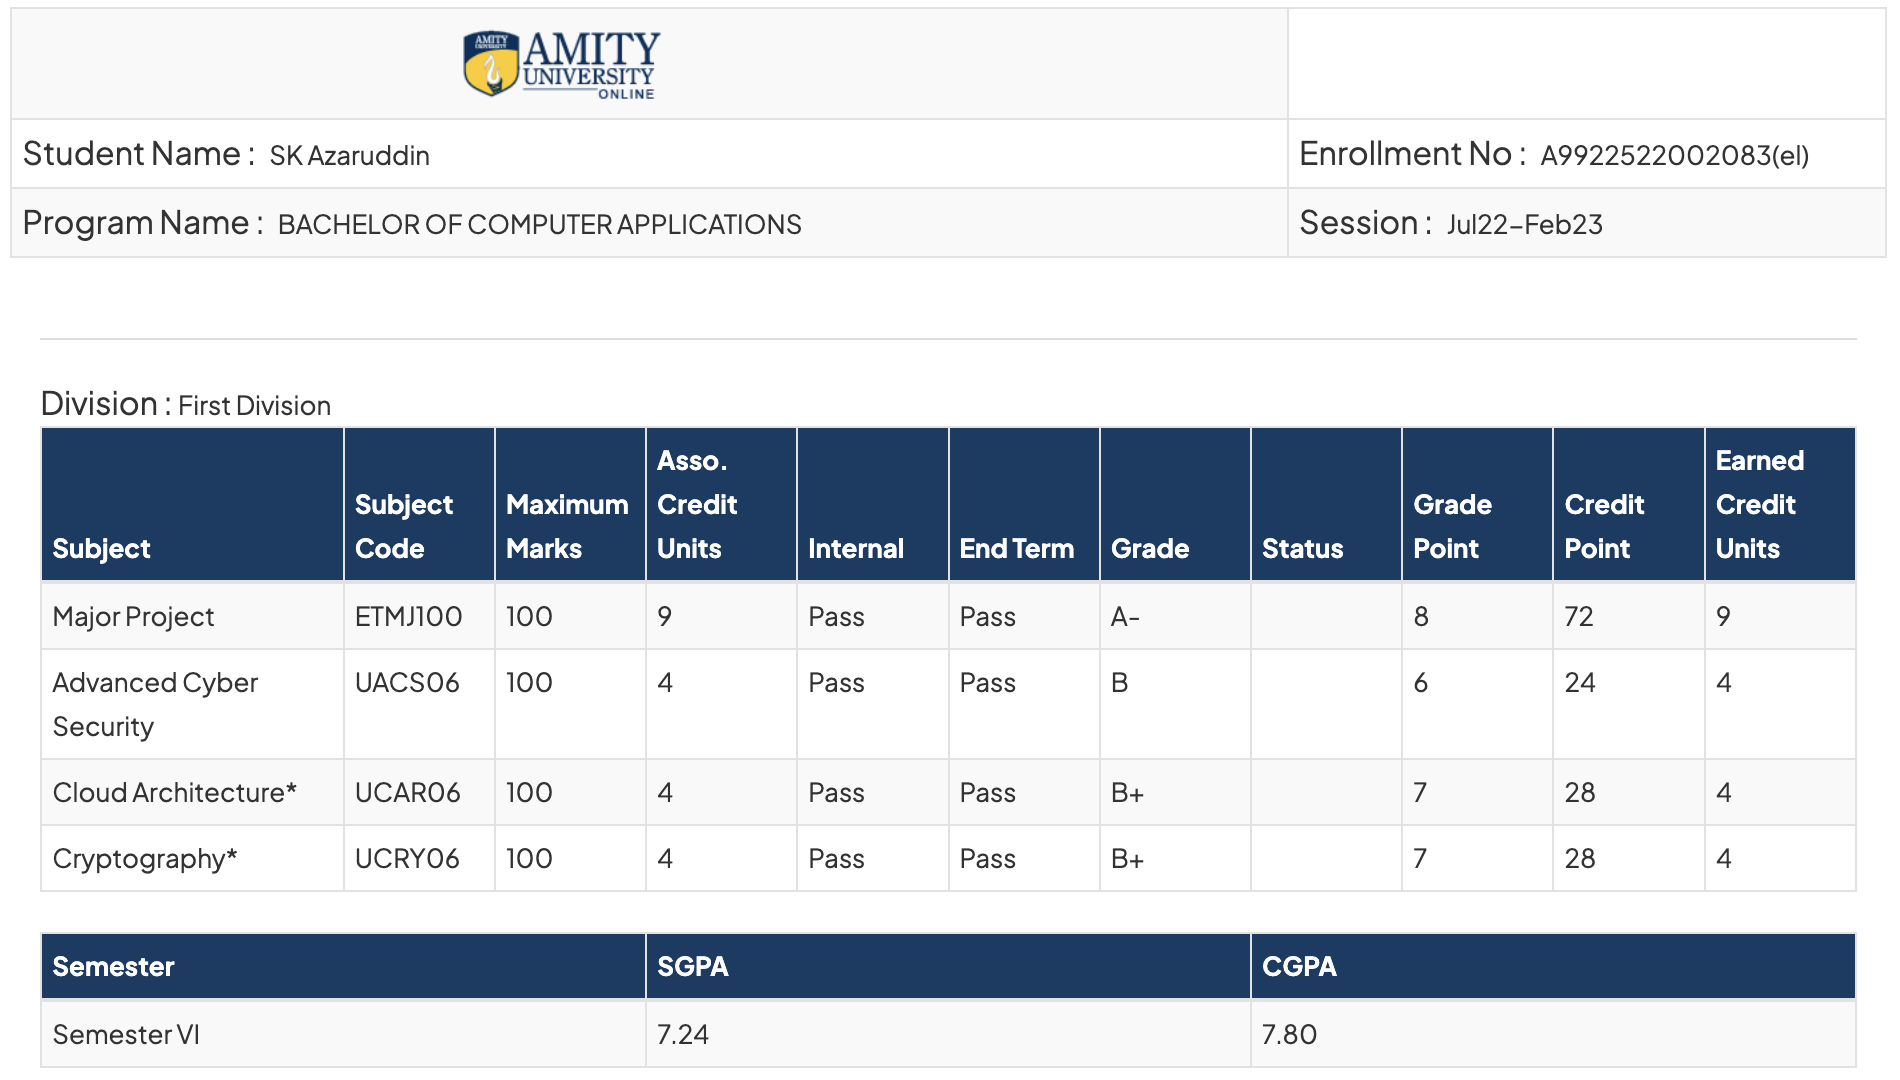 AMITY
UNIVERSITY
AMITY
UNIVERSITY
ONLINE
Student Name : SK Azaruddin
Enrollment No : A9922522002083(el)
Program Name : BACHELOR OF COMPUTER APPLICATIONS
Session : Jul22-Feb23
Division : First Division
Subject Subject Code Maximum Marks Asso. Credit Units Internal End Term Grade Status Grade Point Credit Point Earned Credit Units
Major Project ETMJ100 100 9 Pass Pass A- 8 72 9
Advanced Cyber Security UACS06 100 4 Pass Pass B 6 24 4
Cloud Architecture* UCAR06 100 4 Pass Pass B+ 7 28 4
Cryptography* UCRY06 100 4 Pass Pass B+ 7 28 4
Semester SGPA CGPA
Semester VI 7.24 7.80